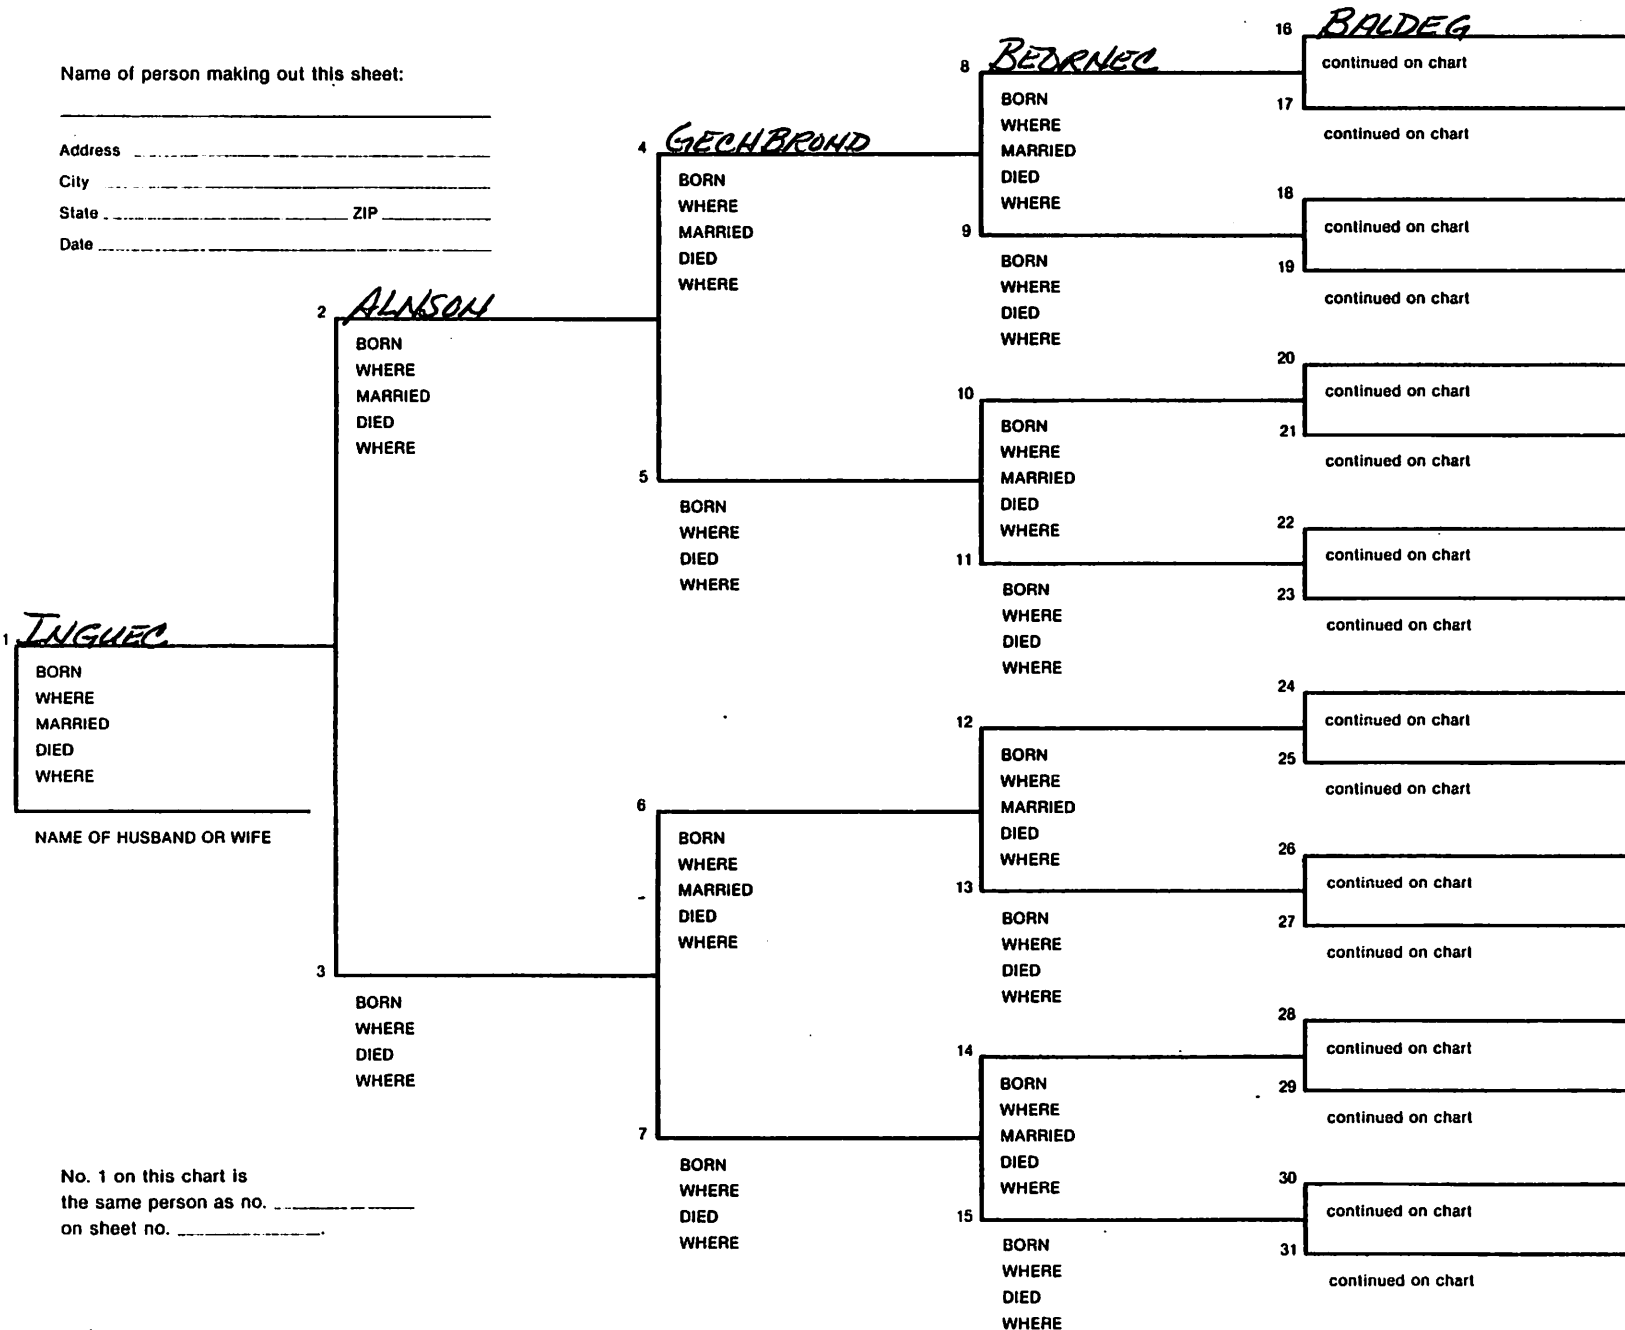 Name of person making out this sheet:
Address
City
State ZIP
Date
1 INGUEC
BORN
WHERE
MARRIED
DIED
WHERE
NAME OF HUSBAND OR WIFE
2 ALNSON
BORN
WHERE
MARRIED
DIED
WHERE
3
BORN
WHERE
DIED
WHERE
No. 1 on this chart is
the same person as no.
on sheet no. .
4 GECHBROND
BORN
WHERE
MARRIED
DIED
WHERE
5
BORN
WHERE
DIED
WHERE
6
BORN
WHERE
MARRIED
DIED
WHERE
7
BORN
WHERE
DIED
WHERE
8 BEORNEC
BORN
WHERE
MARRIED
DIED
WHERE
9
BORN
WHERE
DIED
WHERE
10
BORN
WHERE
MARRIED
DIED
WHERE
11
BORN
WHERE
DIED
WHERE
12
BORN
WHERE
MARRIED
DIED
WHERE
13
BORN
WHERE
DIED
WHERE
14
BORN
WHERE
MARRIED
DIED
WHERE
15
BORN
WHERE
DIED
WHERE
16 BALDEG
continued on chart
17
continued on chart
18
continued on chart
19
continued on chart
20
continued on chart
21
continued on chart
22
continued on chart
23
continued on chart
24
continued on chart
25
continued on chart
26
continued on chart
27
continued on chart
28
continued on chart
29
continued on chart
30
continued on chart
31
continued on chart